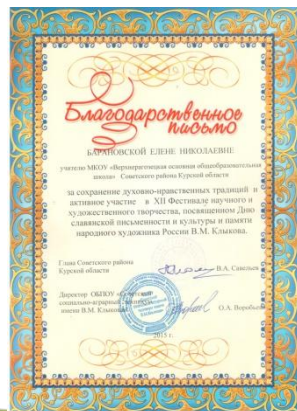 Благодарственное
письмо
БАРАНОВСКОЙ ЕЛЕНЕ НИКОЛАЕВНЕ
учителю МКОУ «Верхнерагозецкая основная общеобразовательная
школа» Советского района Курской области
за сохранение духовно-нравственных традиций и
активное участие в XII Фестивале научного и
художественного творчества, посвященном Дню
славянской письменности и культуры и памяти
народного художника России В.М. Клыкова.
Глава Советского района
Курской области
В.А. Савельев
Директор ОБПОУ
социально-аграрный
имени В.М. Клыкова
О.А.